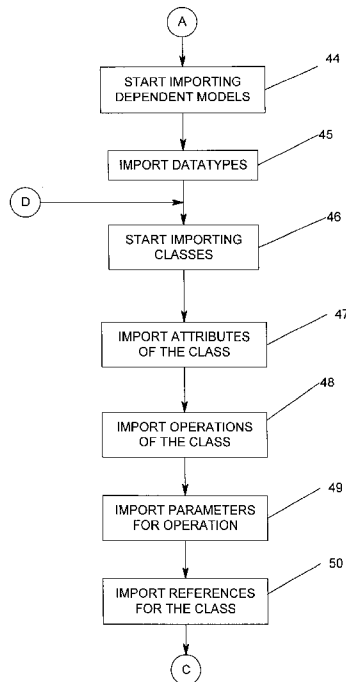 A
44
START IMPORTING
DEPENDENT MODELS
45
IMPORT DATATYPES
D
46
START IMPORTING
CLASSES
47
IMPORT ATTRIBUTES
OF THE CLASS
48
IMPORT OPERATIONS
OF THE CLASS
49
IMPORT PARAMETERS
FOR OPERATION
50
IMPORT REFERENCES
FOR THE CLASS
C